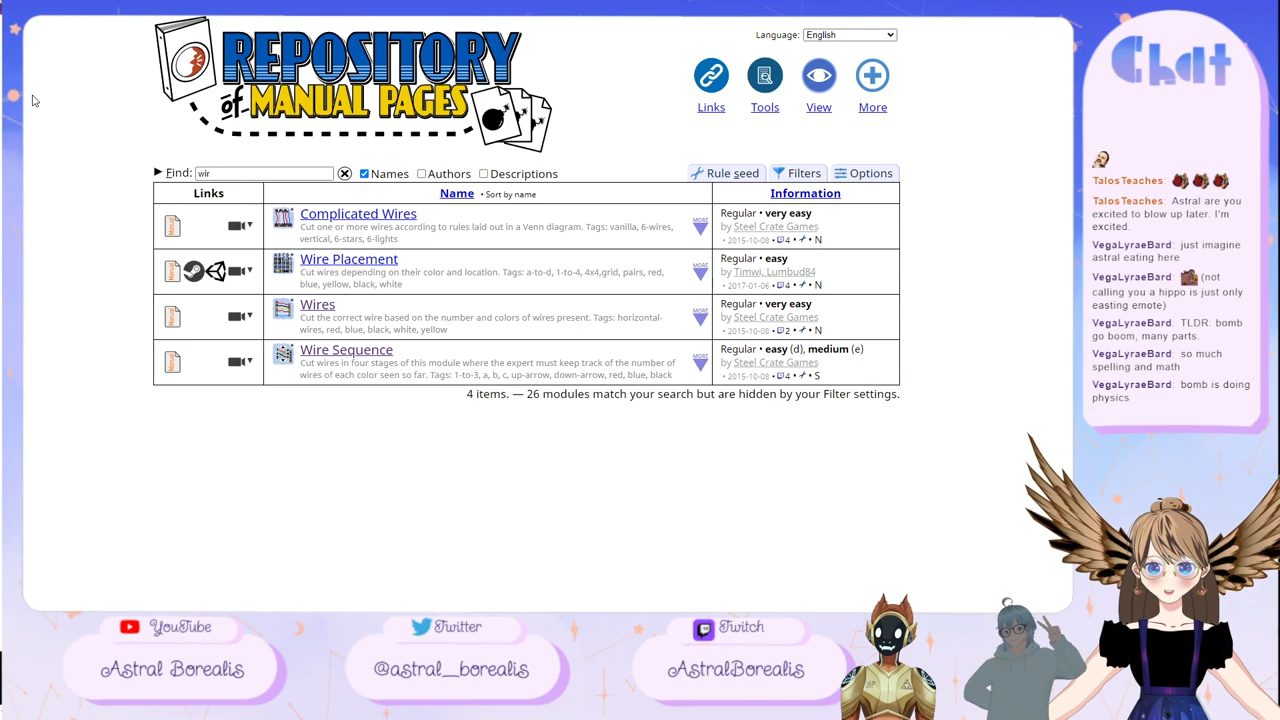 REPOSITORY
of MANUAL PAGES
Language: English
Links Tools View More
Find: wir Names Authors Descriptions
Rule seed Filters Options
Links Name • Sort by name Information
Manual
Complicated Wires
Cut one or more wires according to rules laid out in a Venn diagram. Tags: vanilla, 6-wires,
vertical, 6-stars, 6-lights
MORE
Regular • very easy
by Steel Crate Games
• 2015-10-08 • 4 • N
Manual
Wire Placement
Cut wires depending on their color and location. Tags: a-to-d, 1-to-4, 4x4,grid, pairs, red,
blue, yellow, black, white
MORE
Regular • easy
by Timwi, Lumbud84
• 2017-01-06 • 4 • N
Manual
Wires
Cut the correct wire based on the number and colors of wires present. Tags: horizontal-
wires, red, blue, black, white, yellow
MORE
Regular • very easy
by Steel Crate Games
• 2015-10-08 • 2 • N
Manual
Wire Sequence
Cut wires in four stages of this module where the expert must keep track of the number of
wires of each color seen so far. Tags: 1-to-3, a, b, c, up-arrow, down-arrow, red, blue, black
MORE
Regular • easy (d), medium (e)
by Steel Crate Games
• 2015-10-08 • 4 • S
4 items. — 26 modules match your search but are hidden by your Filter settings.
Chat
TalosTeaches:
TalosTeaches: Astral are you
excited to blow up later. I'm
excited.
VegaLyraeBard: just imagine
astral eating here
VegaLyraeBard: (not
calling you a hippo is just only
easting emote)
VegaLyraeBard: TLDR: bomb
go boom, many parts.
VegaLyraeBard: so much
spelling and math
VegaLyraeBard: bomb is doing
physics
YouTube
Astral Borealis
Twitter
@astral__borealis
Twitch
AstralBorealis